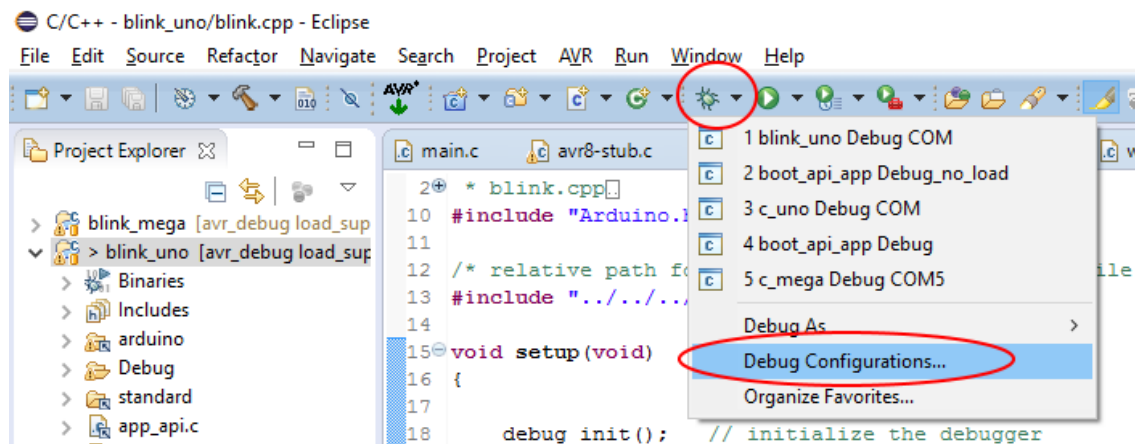 C/C++ - blink_uno/blink.cpp - Eclipse
File Edit Source Refactor Navigate Search Project AVR Run Window Help
010 AVR
Project Explorer
main.c avr8-stub.c
1 blink_uno Debug COM
2 boot_api_app Debug_no_load
3 c_uno Debug COM
4 boot_api_app Debug
5 c_mega Debug COM5
Debug As
Debug Configurations...
Organize Favorites...
blink_mega [avr_debug load_sup
> blink_uno [avr_debug load_sup
Binaries
Includes
arduino
Debug
standard
app_api.c
2 * blink.cpp
10 #include "Arduino.
11
12 /* relative path
13 #include "../../../
14
15 void setup(void)
16 {
17
18 debug_init(); // initialize the debugger